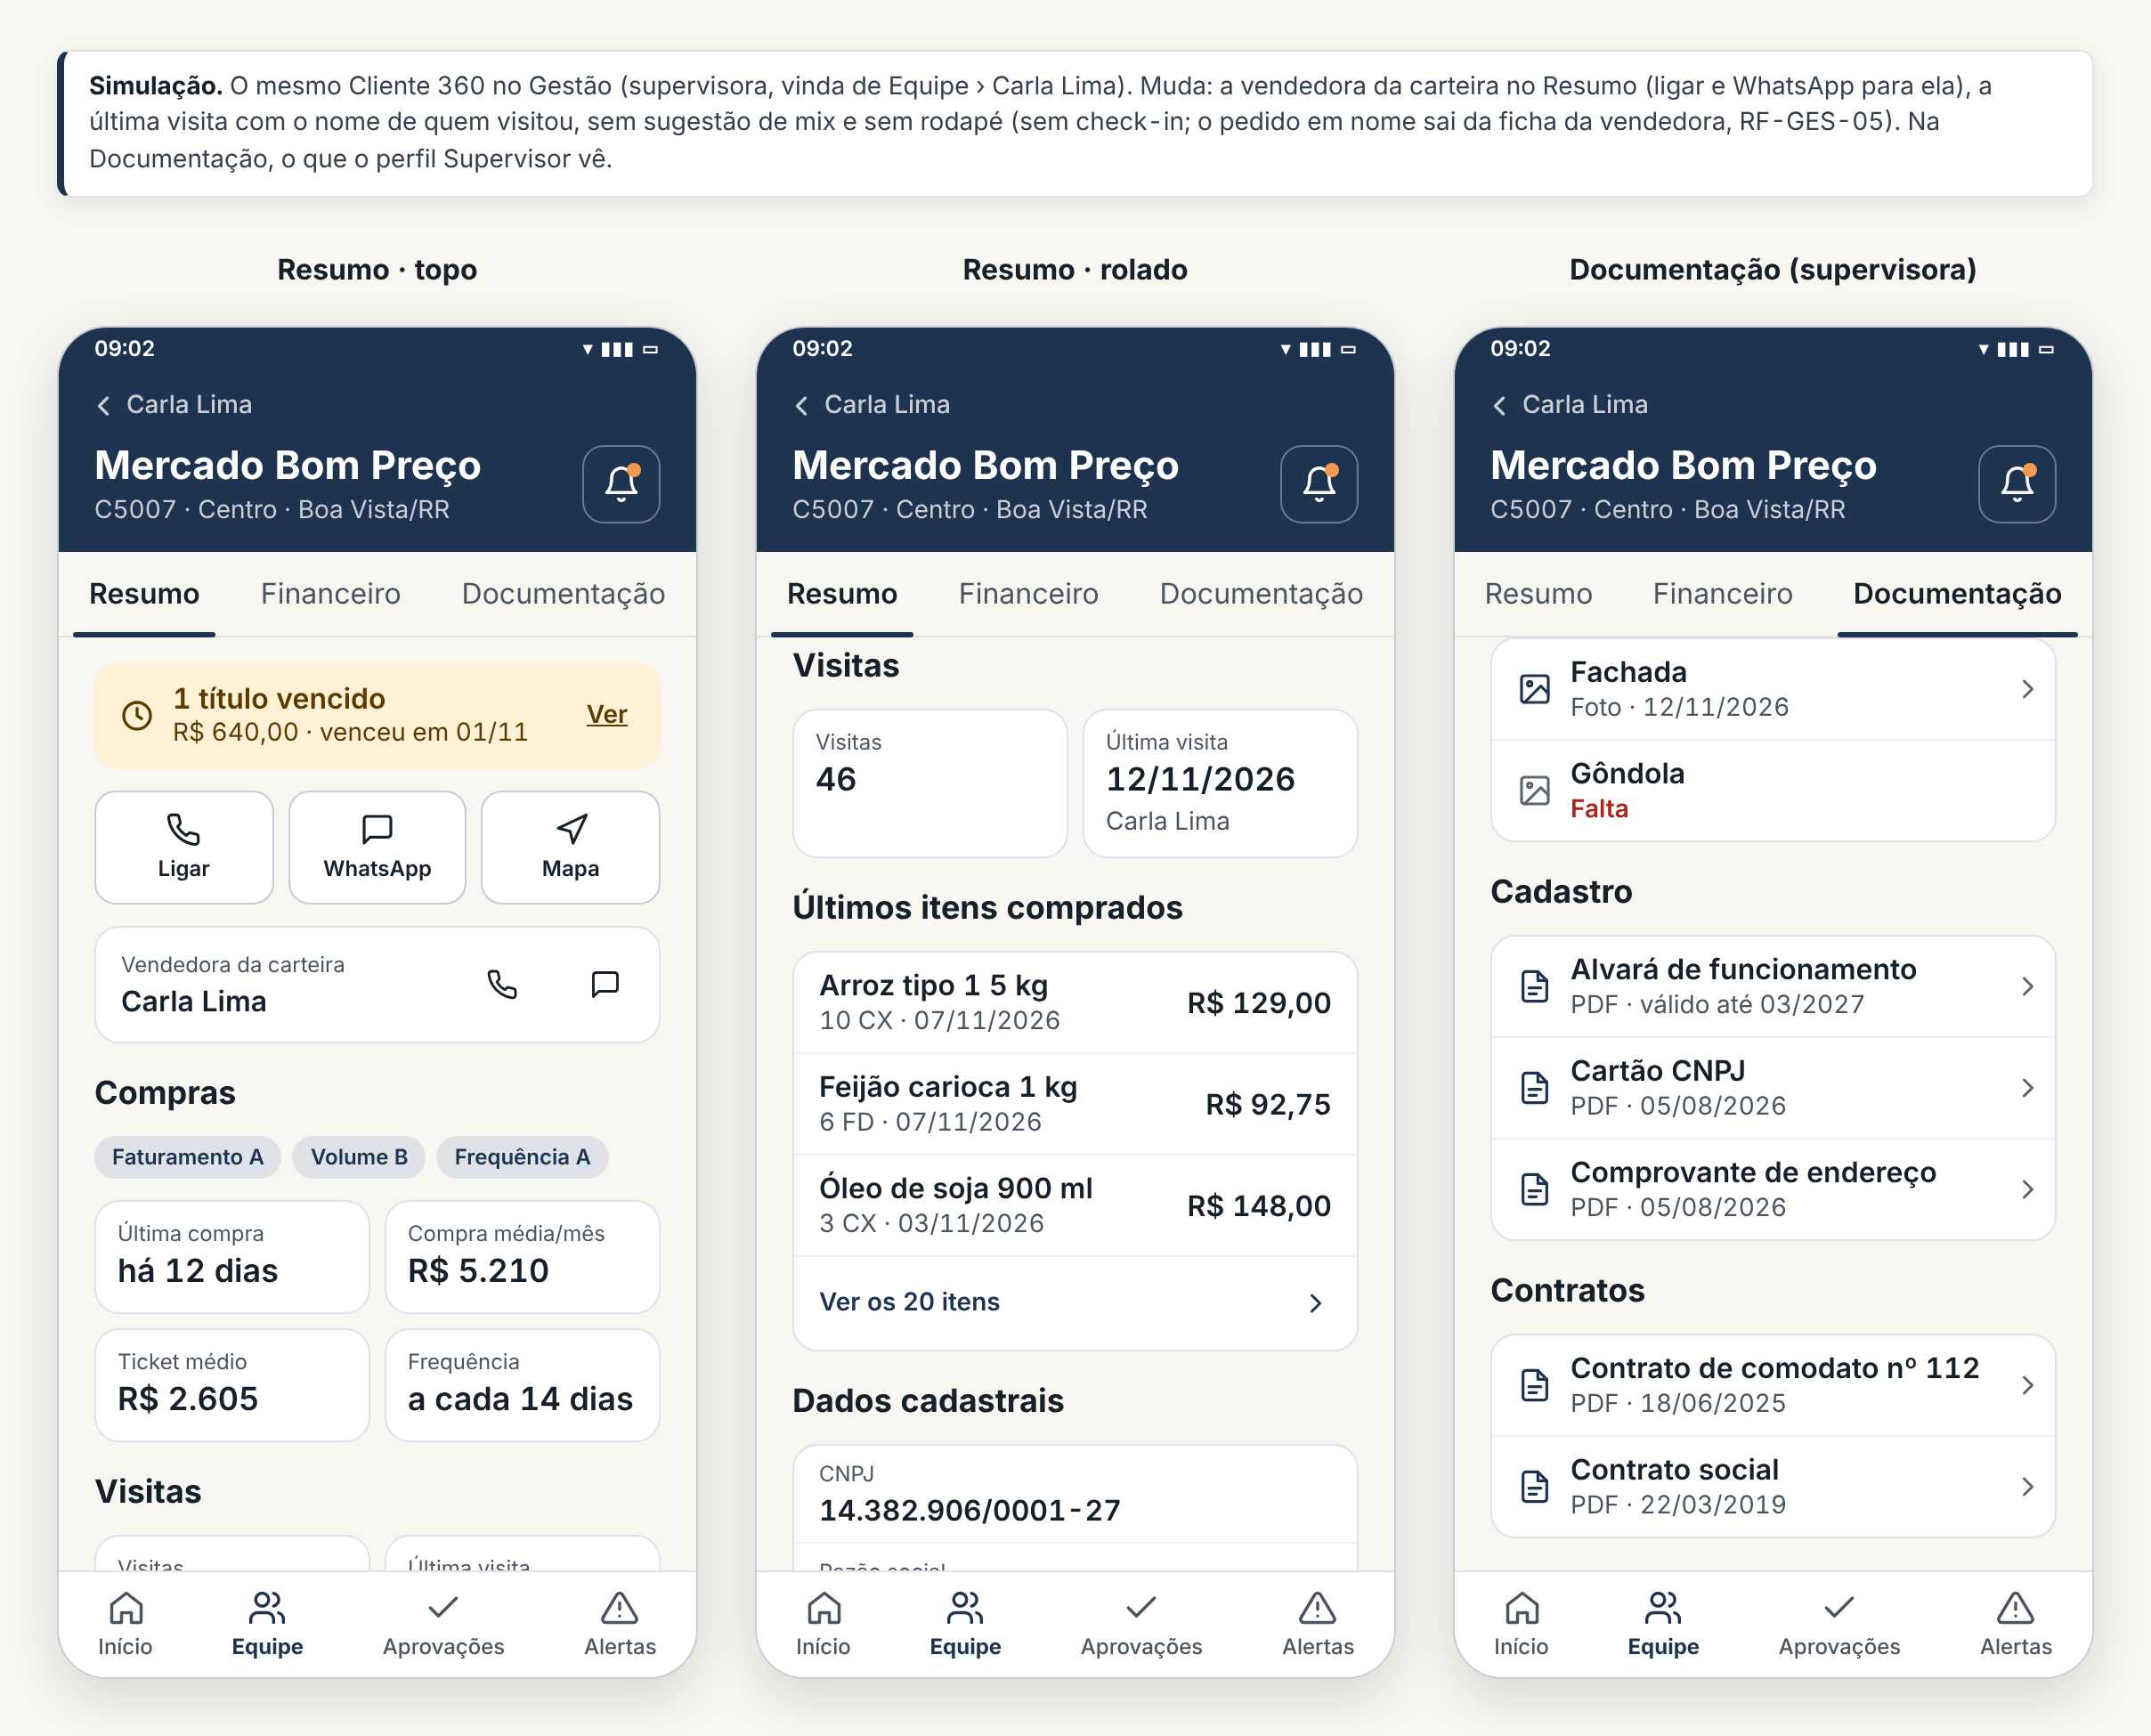 Simulação. O mesmo Cliente 360 no Gestão (supervisora, vinda de Equipe › Carla Lima). Muda: a vendedora da carteira no Resumo (ligar e WhatsApp para ela), a
última visita com o nome de quem visitou, sem sugestão de mix e sem rodapé (sem check-in; o pedido em nome sai da ficha da vendedora, RF-GES-05). Na
Documentação, o que o perfil Supervisor vê.
Resumo · topo
09:02
Carla Lima
Mercado Bom Preço
C5007 · Centro · Boa Vista/RR
Resumo Financeiro Documentação
1 título vencido
R$ 640,00 · venceu em 01/11
Ver
Ligar WhatsApp Mapa
Vendedora da carteira
Carla Lima
Compras
Faturamento A Volume B Frequência A
Última compra
há 12 dias
Compra média/mês
R$ 5.210
Ticket médio
R$ 2.605
Frequência
a cada 14 dias
Visitas
Visitas
Última visita
Início Equipe Aprovações Alertas
Resumo · rolado
09:02
Carla Lima
Mercado Bom Preço
C5007 · Centro · Boa Vista/RR
Resumo Financeiro Documentação
Visitas
Visitas
46
Última visita
12/11/2026
Carla Lima
Últimos itens comprados
Arroz tipo 1 5 kg
10 CX · 07/11/2026
R$ 129,00
Feijão carioca 1 kg
6 FD · 07/11/2026
R$ 92,75
Óleo de soja 900 ml
3 CX · 03/11/2026
R$ 148,00
Ver os 20 itens
Dados cadastrais
CNPJ
14.382.906/0001-27
Razão social
Início Equipe Aprovações Alertas
Documentação (supervisora)
09:02
Carla Lima
Mercado Bom Preço
C5007 · Centro · Boa Vista/RR
Resumo Financeiro Documentação
Fachada
Foto · 12/11/2026
Gôndola
Falta
Cadastro
Alvará de funcionamento
PDF · válido até 03/2027
Cartão CNPJ
PDF · 05/08/2026
Comprovante de endereço
PDF · 05/08/2026
Contratos
Contrato de comodato nº 112
PDF · 18/06/2025
Contrato social
PDF · 22/03/2019
Início Equipe Aprovações Alertas